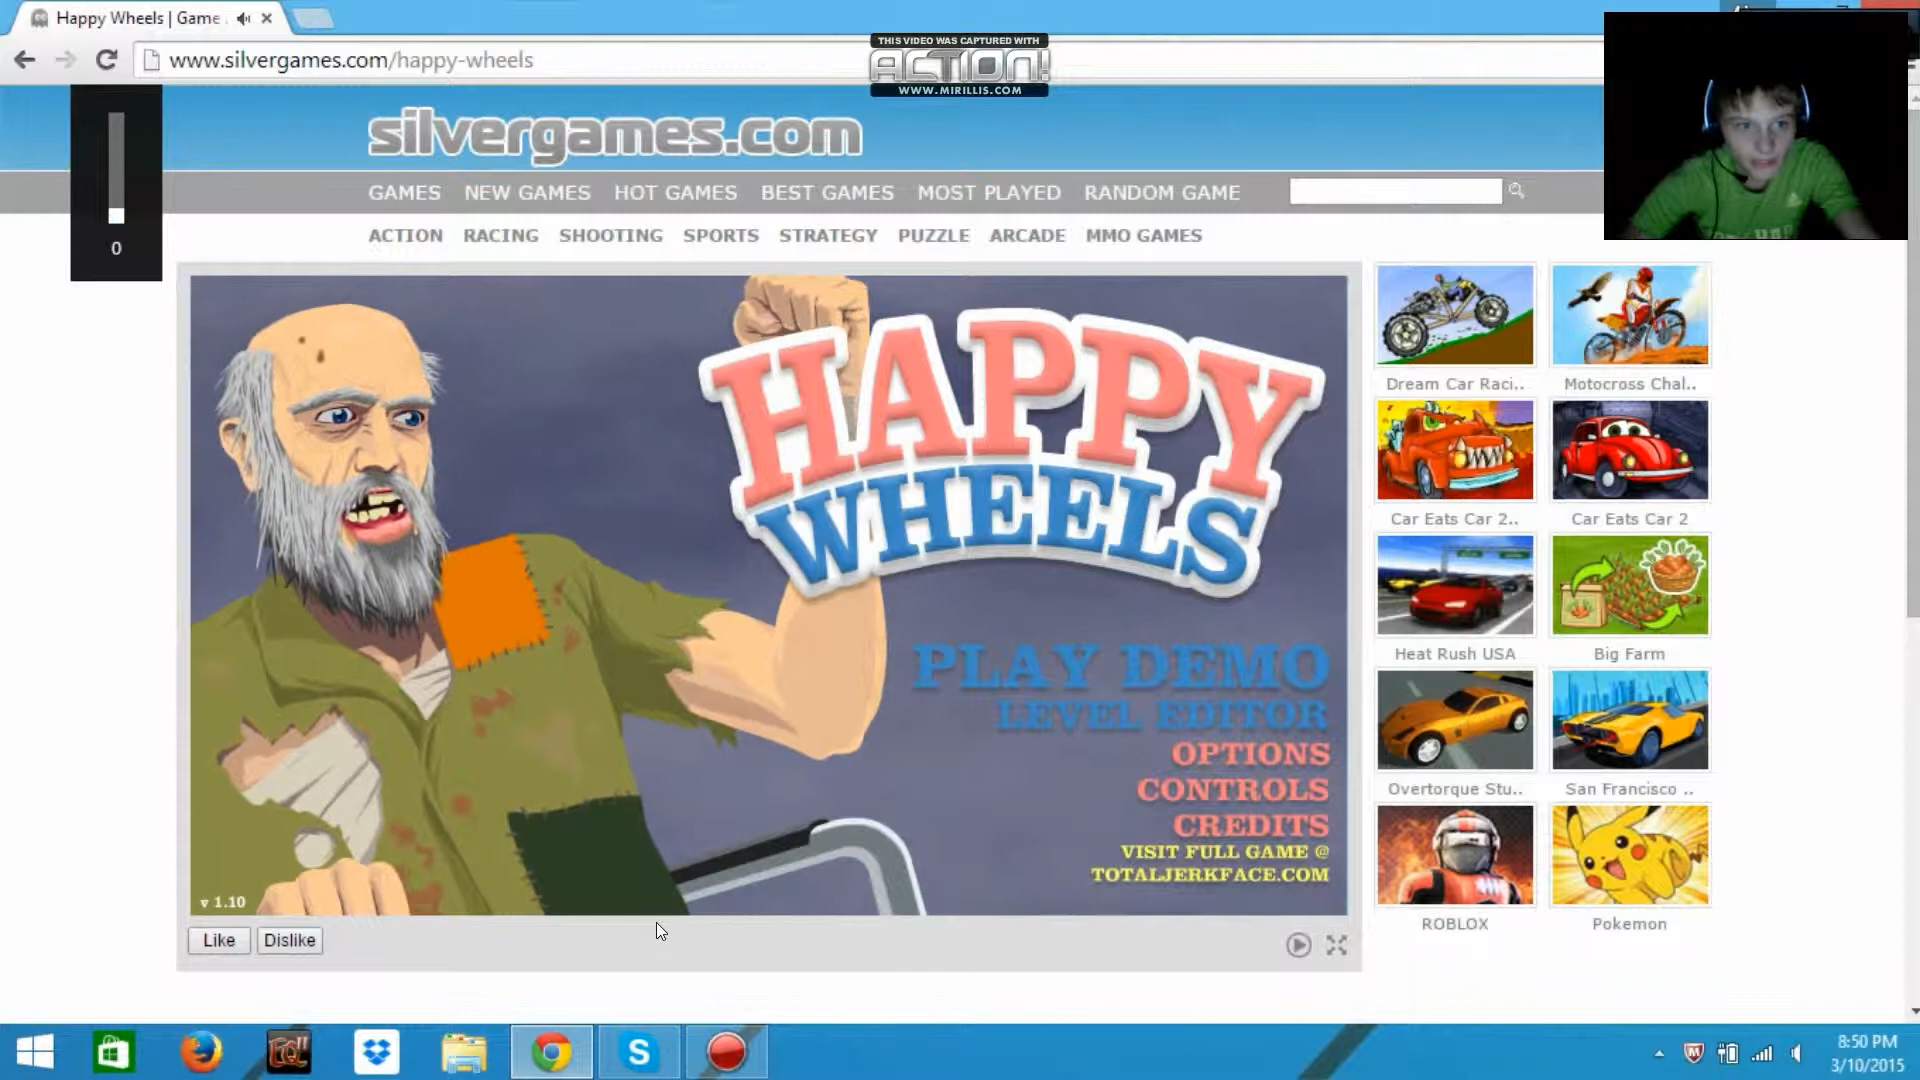 Happy Wheels | Game
www.silvergames.com/happy-wheels
THIS VIDEO WAS CAPTURED WITH
ACTION!
WWW.MIRILLIS.COM
silvergames.com
GAMES NEW GAMES HOT GAMES BEST GAMES MOST PLAYED RANDOM GAME
ACTION RACING SHOOTING SPORTS STRATEGY PUZZLE ARCADE MMO GAMES
0
HAPPY
WHEELS
PLAY DEMO
LEVEL EDITOR
OPTIONS
CONTROLS
CREDITS
VISIT FULL GAME @
TOTALJERKFACE.COM
v 1.10
Like Dislike
Dream Car Raci.. Motocross Chal..
Car Eats Car 2.. Car Eats Car 2
Heat Rush USA Big Farm
Overtorque Stu.. San Francisco ..
ROBLOX Pokemon
8:50 PM
3/10/2015